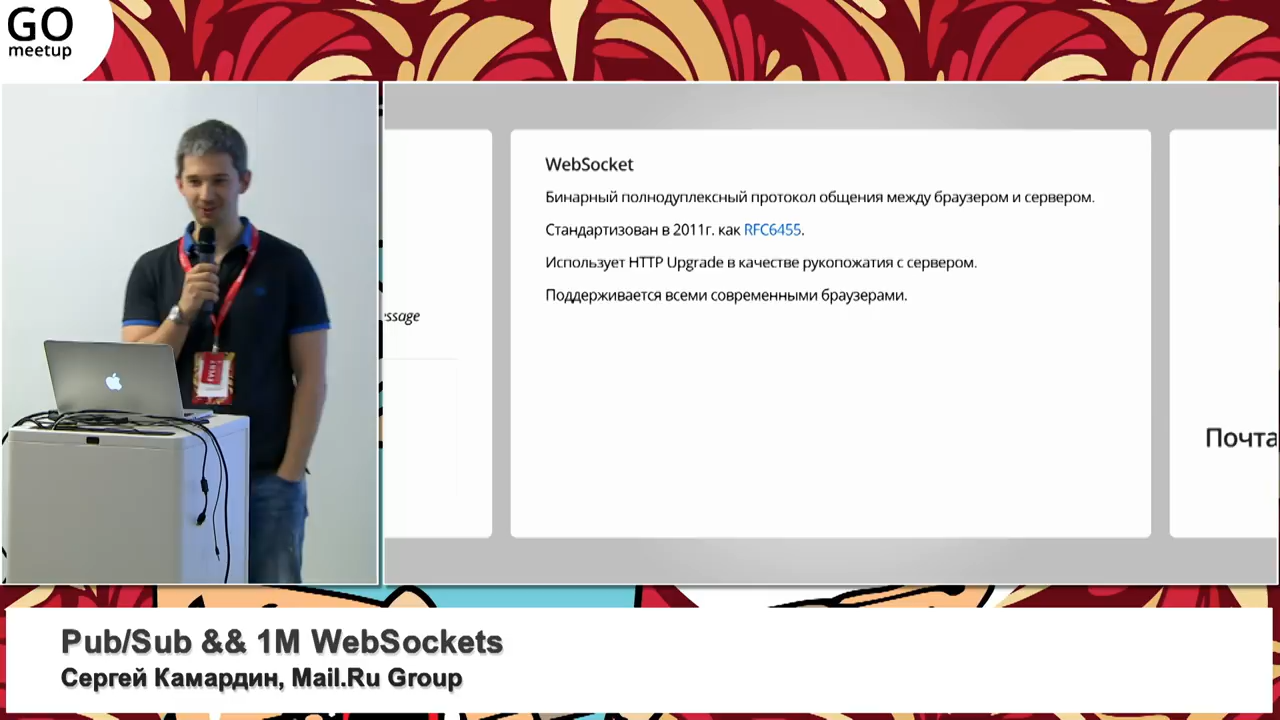 GO
meetup
WebSocket
Бинарный полнодуплексный протокол общения между браузером и сервером.
Стандартизован в 2011г. как RFC6455.
Использует HTTP Upgrade в качестве рукопожатия с сервером.
Поддерживается всеми современными браузерами.
ssage
Почта
Pub/Sub && 1M WebSockets
Сергей Камардин, Mail.Ru Group